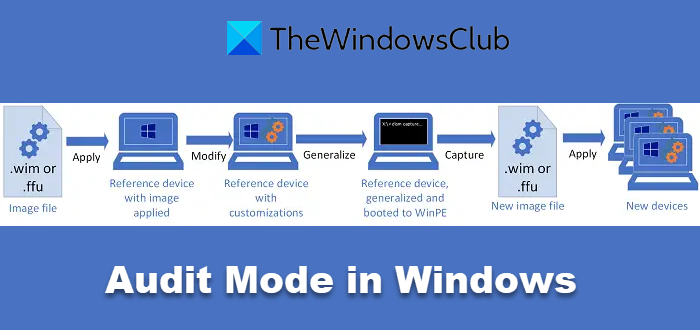 TheWindowsClub
.wim or
.ffu
Image file
Apply
Reference device
with image
applied
Modify
Reference device
with
customizations
Generalize
X:\> dism capture...
Reference device,
generalized and
booted to WinPE
Capture
.wim or
.ffu
New image file
Apply
New devices
Audit Mode in Windows